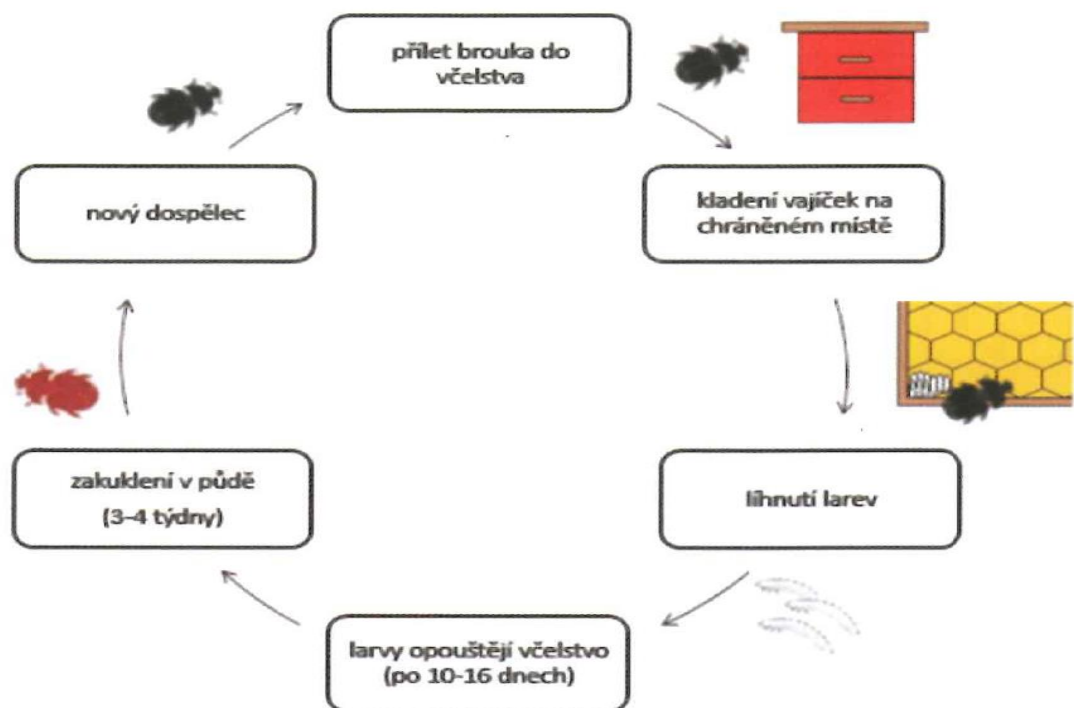 přílet brouka do
včelstva
kladení vajíček na
chráněném místě
líhnutí larev
larvy opouštějí včelstvo
(po 10-16 dnech)
zakuklení v půdě
(3-4 týdny)
nový dospělec